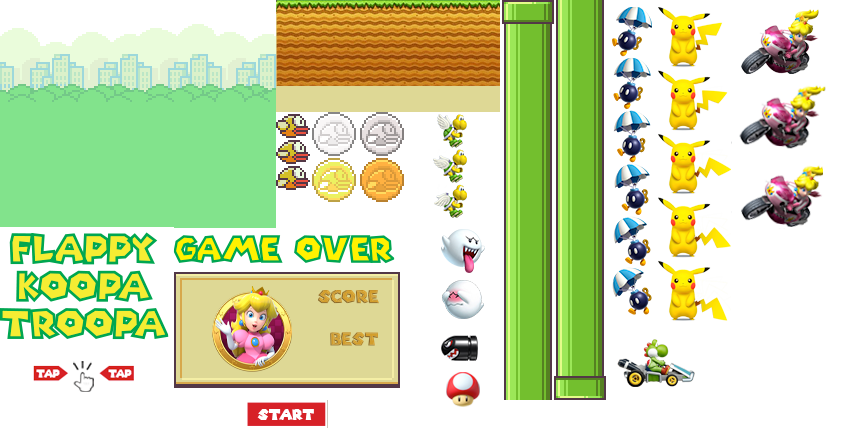 FLAPPY
KOOPA
TROOPA
GAME OVER
SCORE
BEST
TAP TAP
START